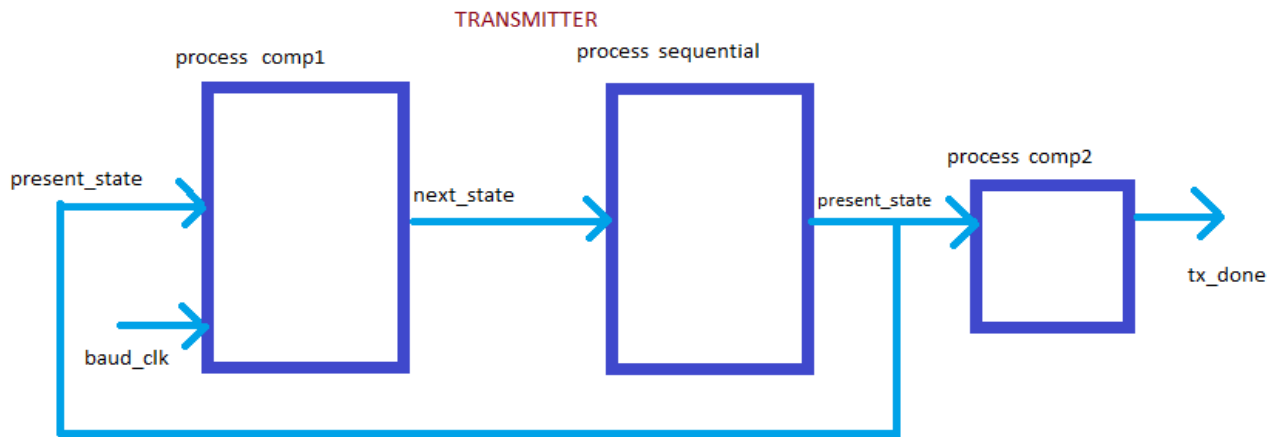 TRANSMITTER
process comp1
process sequential
process comp2
present_state
next_state
present_state
tx_done
baud_clk